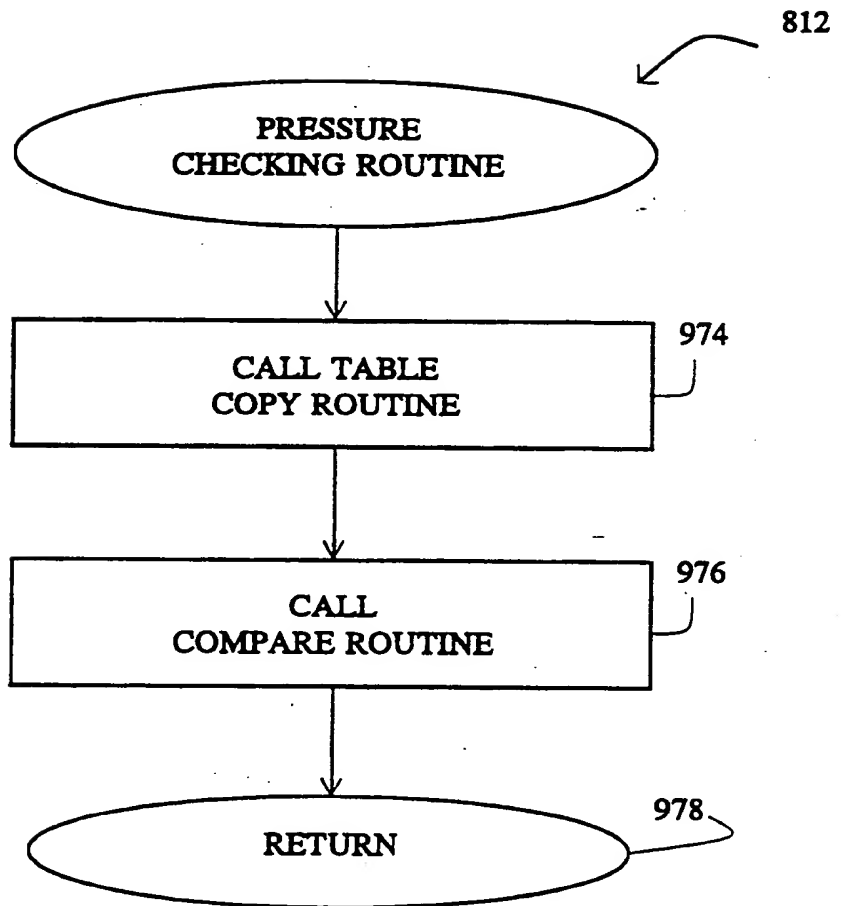 812
PRESSURE
CHECKING ROUTINE
974
CALL TABLE
COPY ROUTINE
976
CALL
COMPARE ROUTINE
978
RETURN